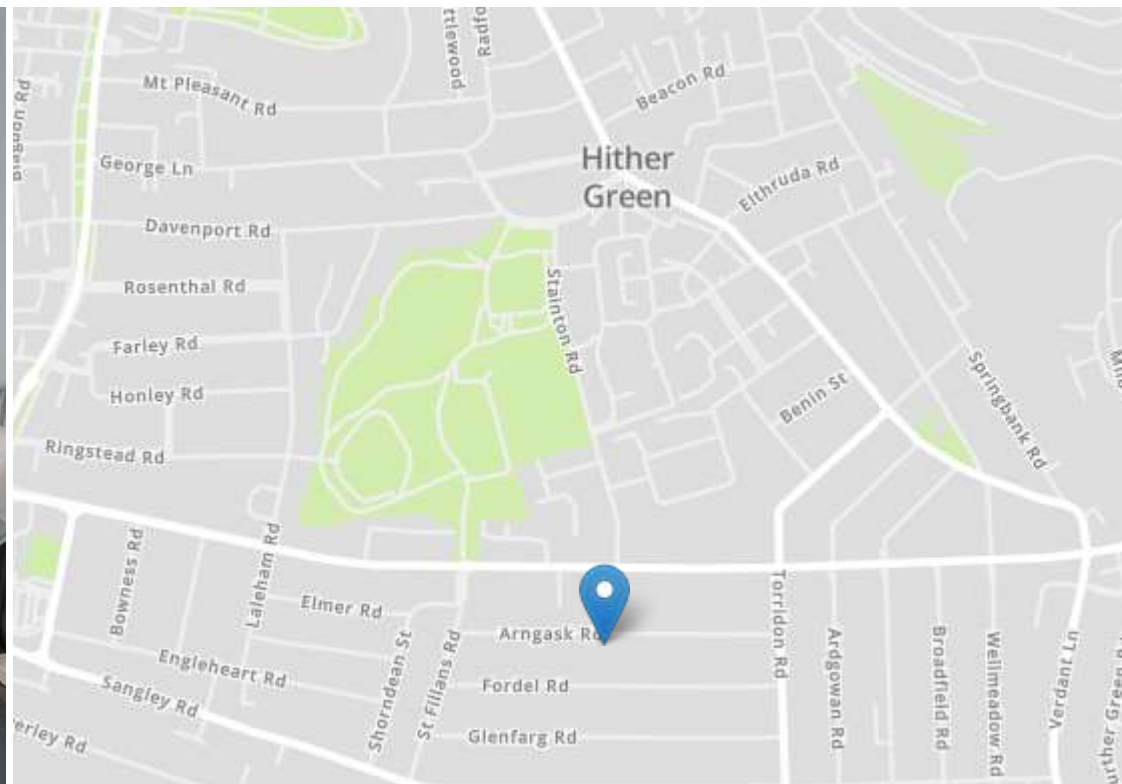 Mt Pleasant Rd
Beacon Rd
George Ln
Hither
Green
Elthruda Rd
Davenport Rd
Rosenthal Rd
Stainton Rd
Farley Rd
Honley Rd
Springbank Rd
Benin St
Ringstead Rd
Bowness Rd
Laleham Rd
Elmer Rd
Arngask Rd
Torridon Rd
Ardgowan Rd
Broadfield Rd
Wellmeadow Rd
Verdant Ln
Engleheart Rd
Shorndean St
St Fillans Rd
Fordel Rd
Sangley Rd
Glenfarg Rd